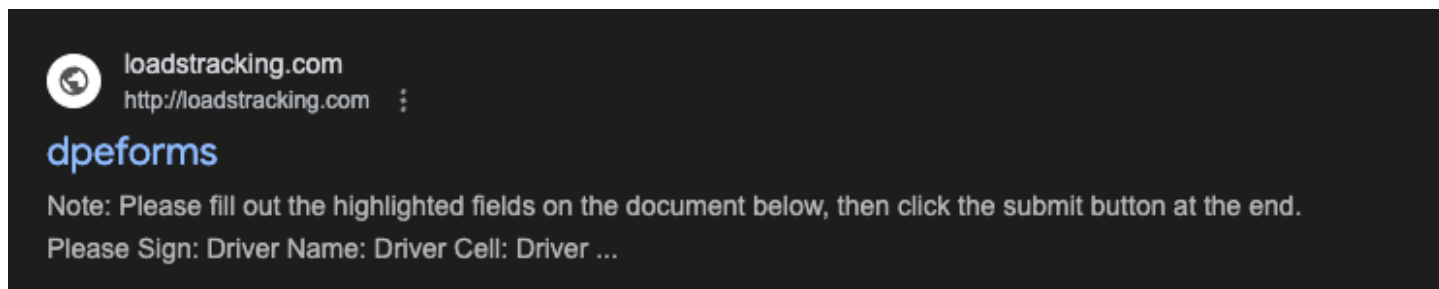 loadstracking.com
http://loadstracking.com
dpeforms
Note: Please fill out the highlighted fields on the document below, then click the submit button at the end.
Please Sign: Driver Name: Driver Cell: Driver ...